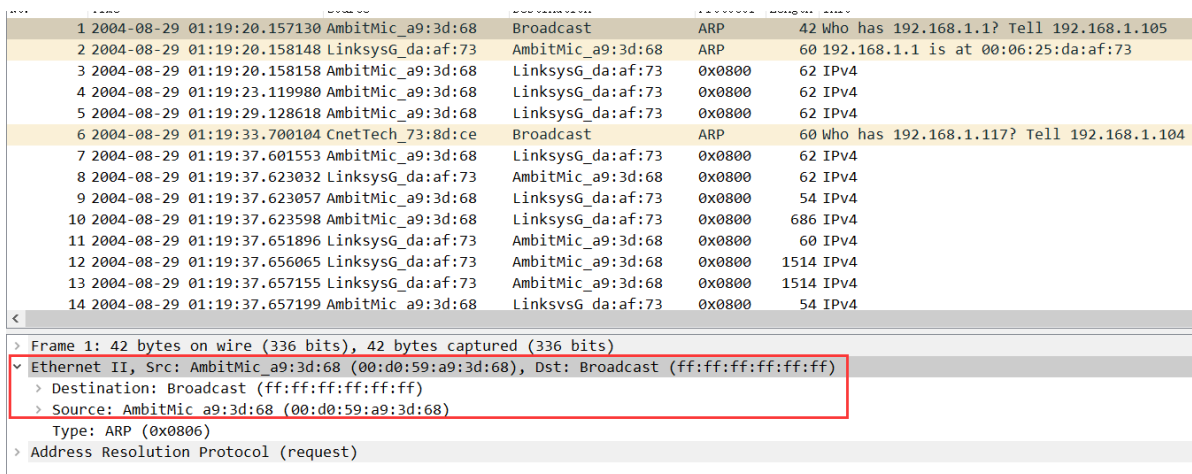 1 2004-08-29 01:19:20.157130 AmbitMic_a9:3d:68 Broadcast ARP 42 Who has 192.168.1.1? Tell 192.168.1.105
2 2004-08-29 01:19:20.158148 LinksysG_da:af:73 AmbitMic_a9:3d:68 ARP 60 192.168.1.1 is at 00:06:25:da:af:73
3 2004-08-29 01:19:20.158158 AmbitMic_a9:3d:68 LinksysG_da:af:73 0x0800 62 IPv4
4 2004-08-29 01:19:23.119980 AmbitMic_a9:3d:68 LinksysG_da:af:73 0x0800 62 IPv4
5 2004-08-29 01:19:29.128618 AmbitMic_a9:3d:68 LinksysG_da:af:73 0x0800 62 IPv4
6 2004-08-29 01:19:33.700104 CnetTech_73:8d:ce Broadcast ARP 60 Who has 192.168.1.117? Tell 192.168.1.104
7 2004-08-29 01:19:37.601553 AmbitMic_a9:3d:68 LinksysG_da:af:73 0x0800 62 IPv4
8 2004-08-29 01:19:37.623032 LinksysG_da:af:73 AmbitMic_a9:3d:68 0x0800 62 IPv4
9 2004-08-29 01:19:37.623057 AmbitMic_a9:3d:68 LinksysG_da:af:73 0x0800 54 IPv4
10 2004-08-29 01:19:37.623598 AmbitMic_a9:3d:68 LinksysG_da:af:73 0x0800 686 IPv4
11 2004-08-29 01:19:37.651896 LinksysG_da:af:73 AmbitMic_a9:3d:68 0x0800 60 IPv4
12 2004-08-29 01:19:37.656065 LinksysG_da:af:73 AmbitMic_a9:3d:68 0x0800 1514 IPv4
13 2004-08-29 01:19:37.657155 LinksysG_da:af:73 AmbitMic_a9:3d:68 0x0800 1514 IPv4
14 2004-08-29 01:19:37.657199 AmbitMic a9:3d:68 LinksysG da:af:73 0x0800 54 IPv4
Frame 1: 42 bytes on wire (336 bits), 42 bytes captured (336 bits)
Ethernet II, Src: AmbitMic_a9:3d:68 (00:d0:59:a9:3d:68), Dst: Broadcast (ff:ff:ff:ff:ff:ff)
Destination: Broadcast (ff:ff:ff:ff:ff:ff)
Source: AmbitMic a9:3d:68 (00:d0:59:a9:3d:68)
Type: ARP (0x0806)
Address Resolution Protocol (request)